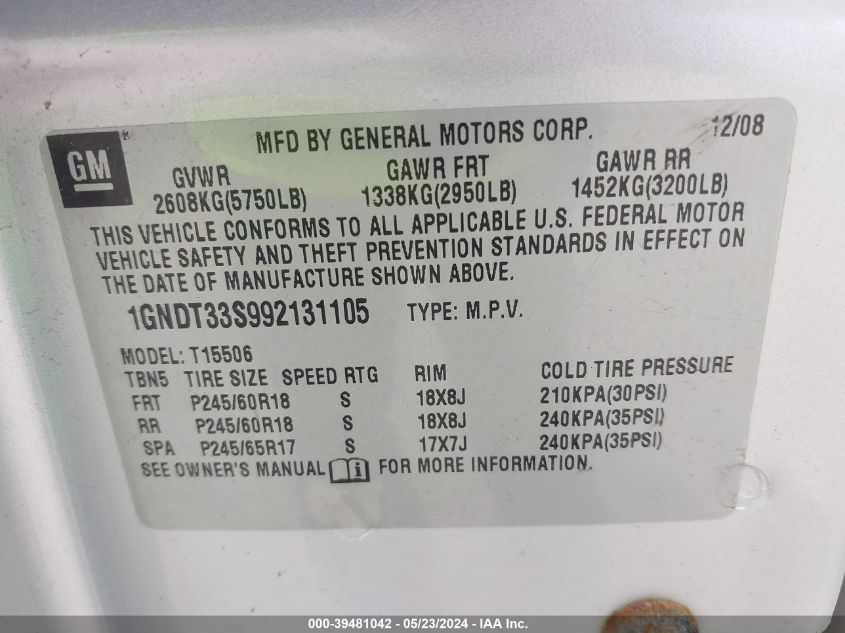 GM
MFD BY GENERAL MOTORS CORP. 12/08
GVWR GAWR FRT GAWR RR
2608KG(5750LB) 1338KG(2950LB) 1452KG(3200LB)
THIS VEHICLE CONFORMS TO ALL APPLICABLE U.S. FEDERAL MOTOR
VEHICLE SAFETY AND THEFT PREVENTION STANDARDS IN EFFECT ON
THE DATE OF MANUFACTURE SHOWN ABOVE.
1GNDT33S992131105 TYPE: M.P.V.
MODEL: T15506
TBN5 TIRE SIZE SPEED RTG RIM COLD TIRE PRESSURE
FRT P245/60R18 S 18X8J 210KPA(30PSI)
RR P245/60R18 S 18X8J 240KPA(35PSI)
SPA P245/65R17 S 17X7J 240KPA(35PSI)
SEE OWNER'S MANUAL i FOR MORE INFORMATION.
000-39481042 - 05/23/2024 - IAA Inc.